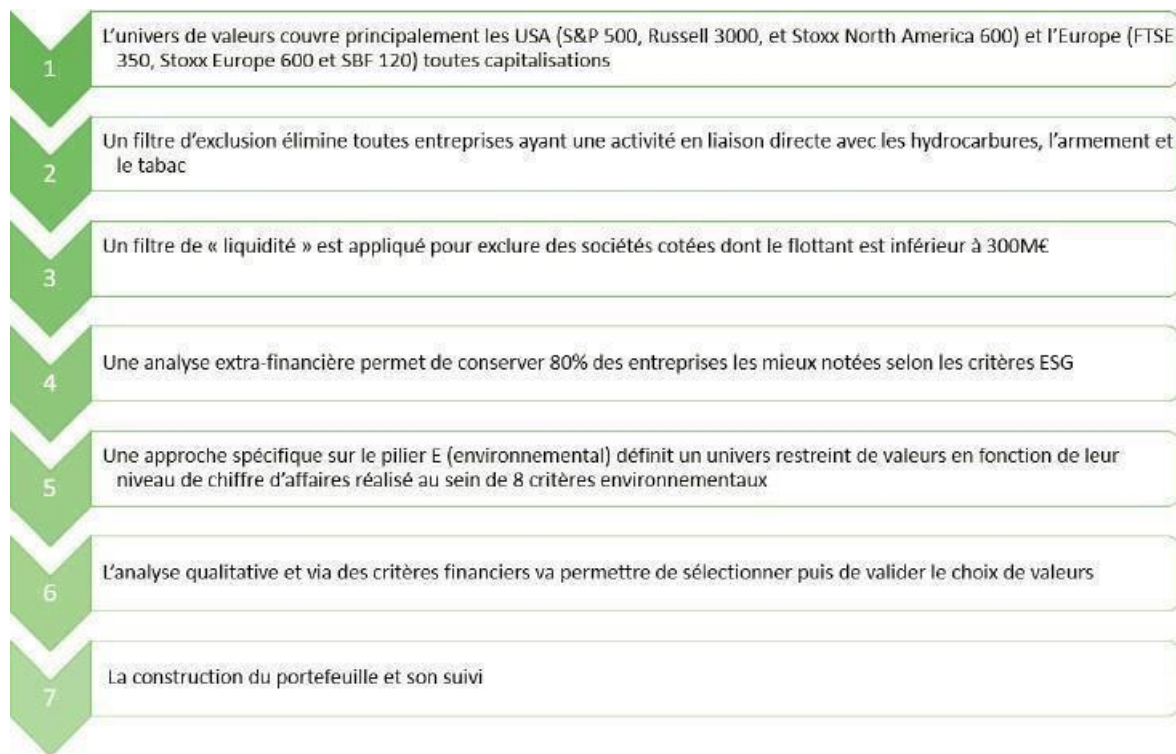 1
L'univers de valeurs couvre principalement les USA (S&P 500, Russell 3000, et Stoxx North America 600) et l'Europe (FTSE
350, Stoxx Europe 600 et SBF 120) toutes capitalisations
2
Un filtre d'exclusion élimine toutes entreprises ayant une activité en liaison directe avec les hydrocarbures, l'armement et
le tabac
3
Un filtre de « liquidité » est appliqué pour exclure des sociétés cotées dont le flottant est inférieur à 300M€
4
Une analyse extra-financière permet de conserver 80% des entreprises les mieux notées selon les critères ESG
5
Une approche spécifique sur le pilier E (environnemental) définit un univers restreint de valeurs en fonction de leur
niveau de chiffre d'affaires réalisé au sein de 8 critères environnementaux
6
L'analyse qualitative et via des critères financiers va permettre de sélectionner puis de valider le choix de valeurs
7
La construction du portefeuille et son suivi